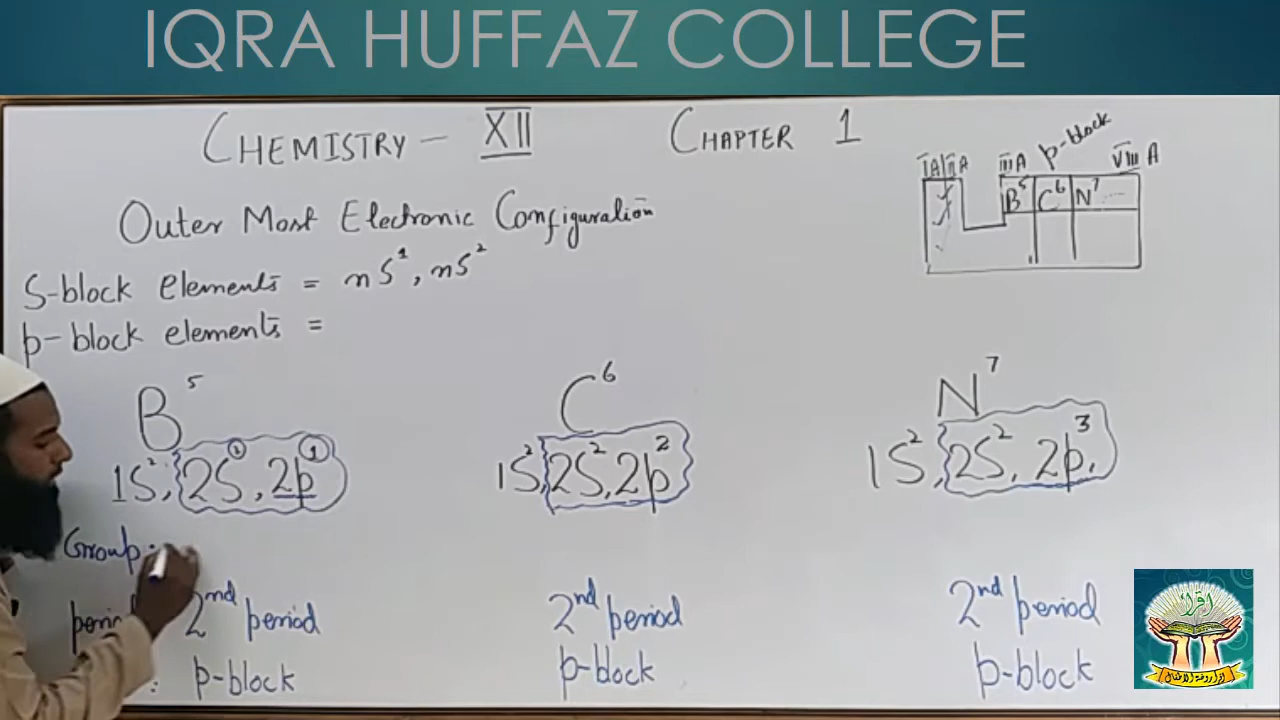 IQRA HUFFAZ COLLEGE
CHEMISTRY - XII CHAPTER 1
p-block
IA IIA IIIA VIII A
B⁵ C⁶ N⁷ ....
Outer Most Electronic Configuration
S-block elements = nS¹, nS²
p-block elements =
B⁵ C⁶ N⁷
1S², 2S, 2p¹ 1S², 2S², 2p² 1S², 2S², 2p³,
Group:
2nd period 2nd period 2nd period
: p-block p-block p-block
اقرأ